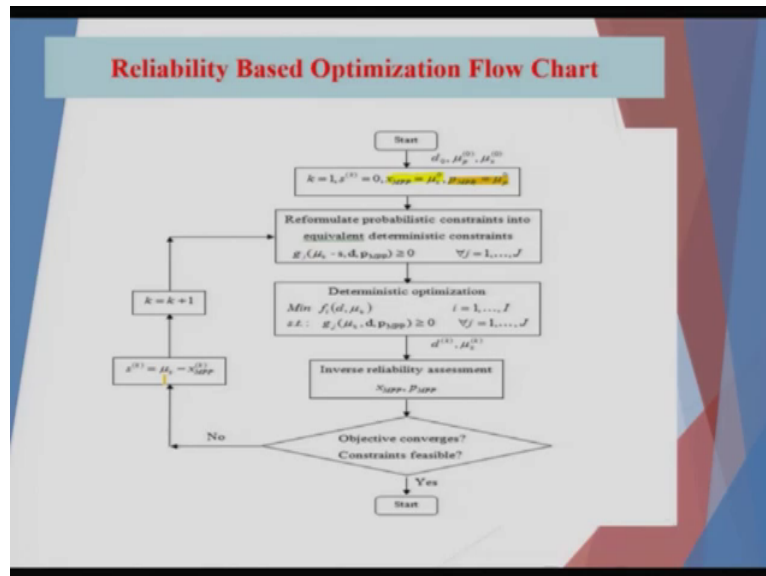 Reliability Based Optimization Flow Chart
Start
d₀, μₚ⁽⁰⁾, μₓ⁽⁰⁾
k = 1, s⁽ᵏ⁾ = 0, x_MPP = μₓ⁰, p_MPP = μₚ⁰
Reformulate probabilistic constraints into
equivalent deterministic constraints
gⱼ(μₓ - s, d, p_MPP) ≥ 0 ∀j = 1,...,J
Deterministic optimization
Min fᵢ(d, μₓ) i = 1,...,I
s.t.: gⱼ(μₓ, d, p_MPP) ≥ 0 ∀j = 1,...,J
d⁽ᵏ⁾, μₓ⁽ᵏ⁾
Inverse reliability assessment
x_MPP, p_MPP
Objective converges?
Constraints feasible?
No
s⁽ᵏ⁾ = μₓ - x_MPP⁽ᵏ⁾
k = k + 1
Yes
Start